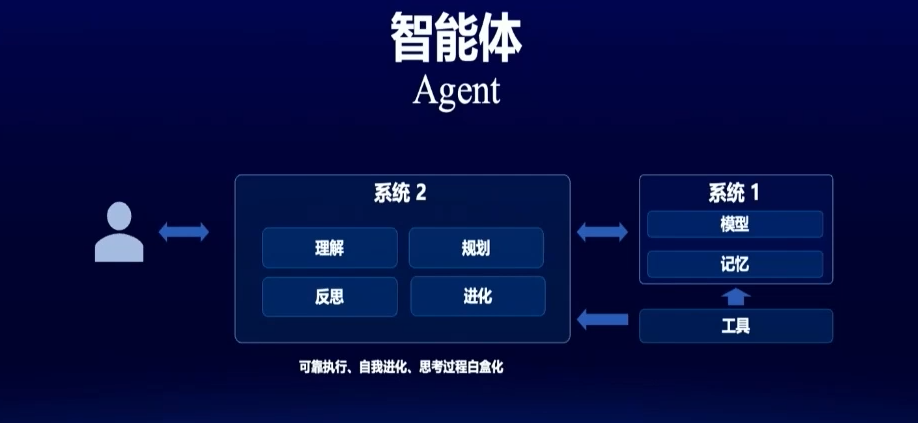 智能体
Agent
系统 2
理解
规划
反思
进化
可靠执行、自我进化、思考过程白盒化
系统 1
模型
记忆
工具